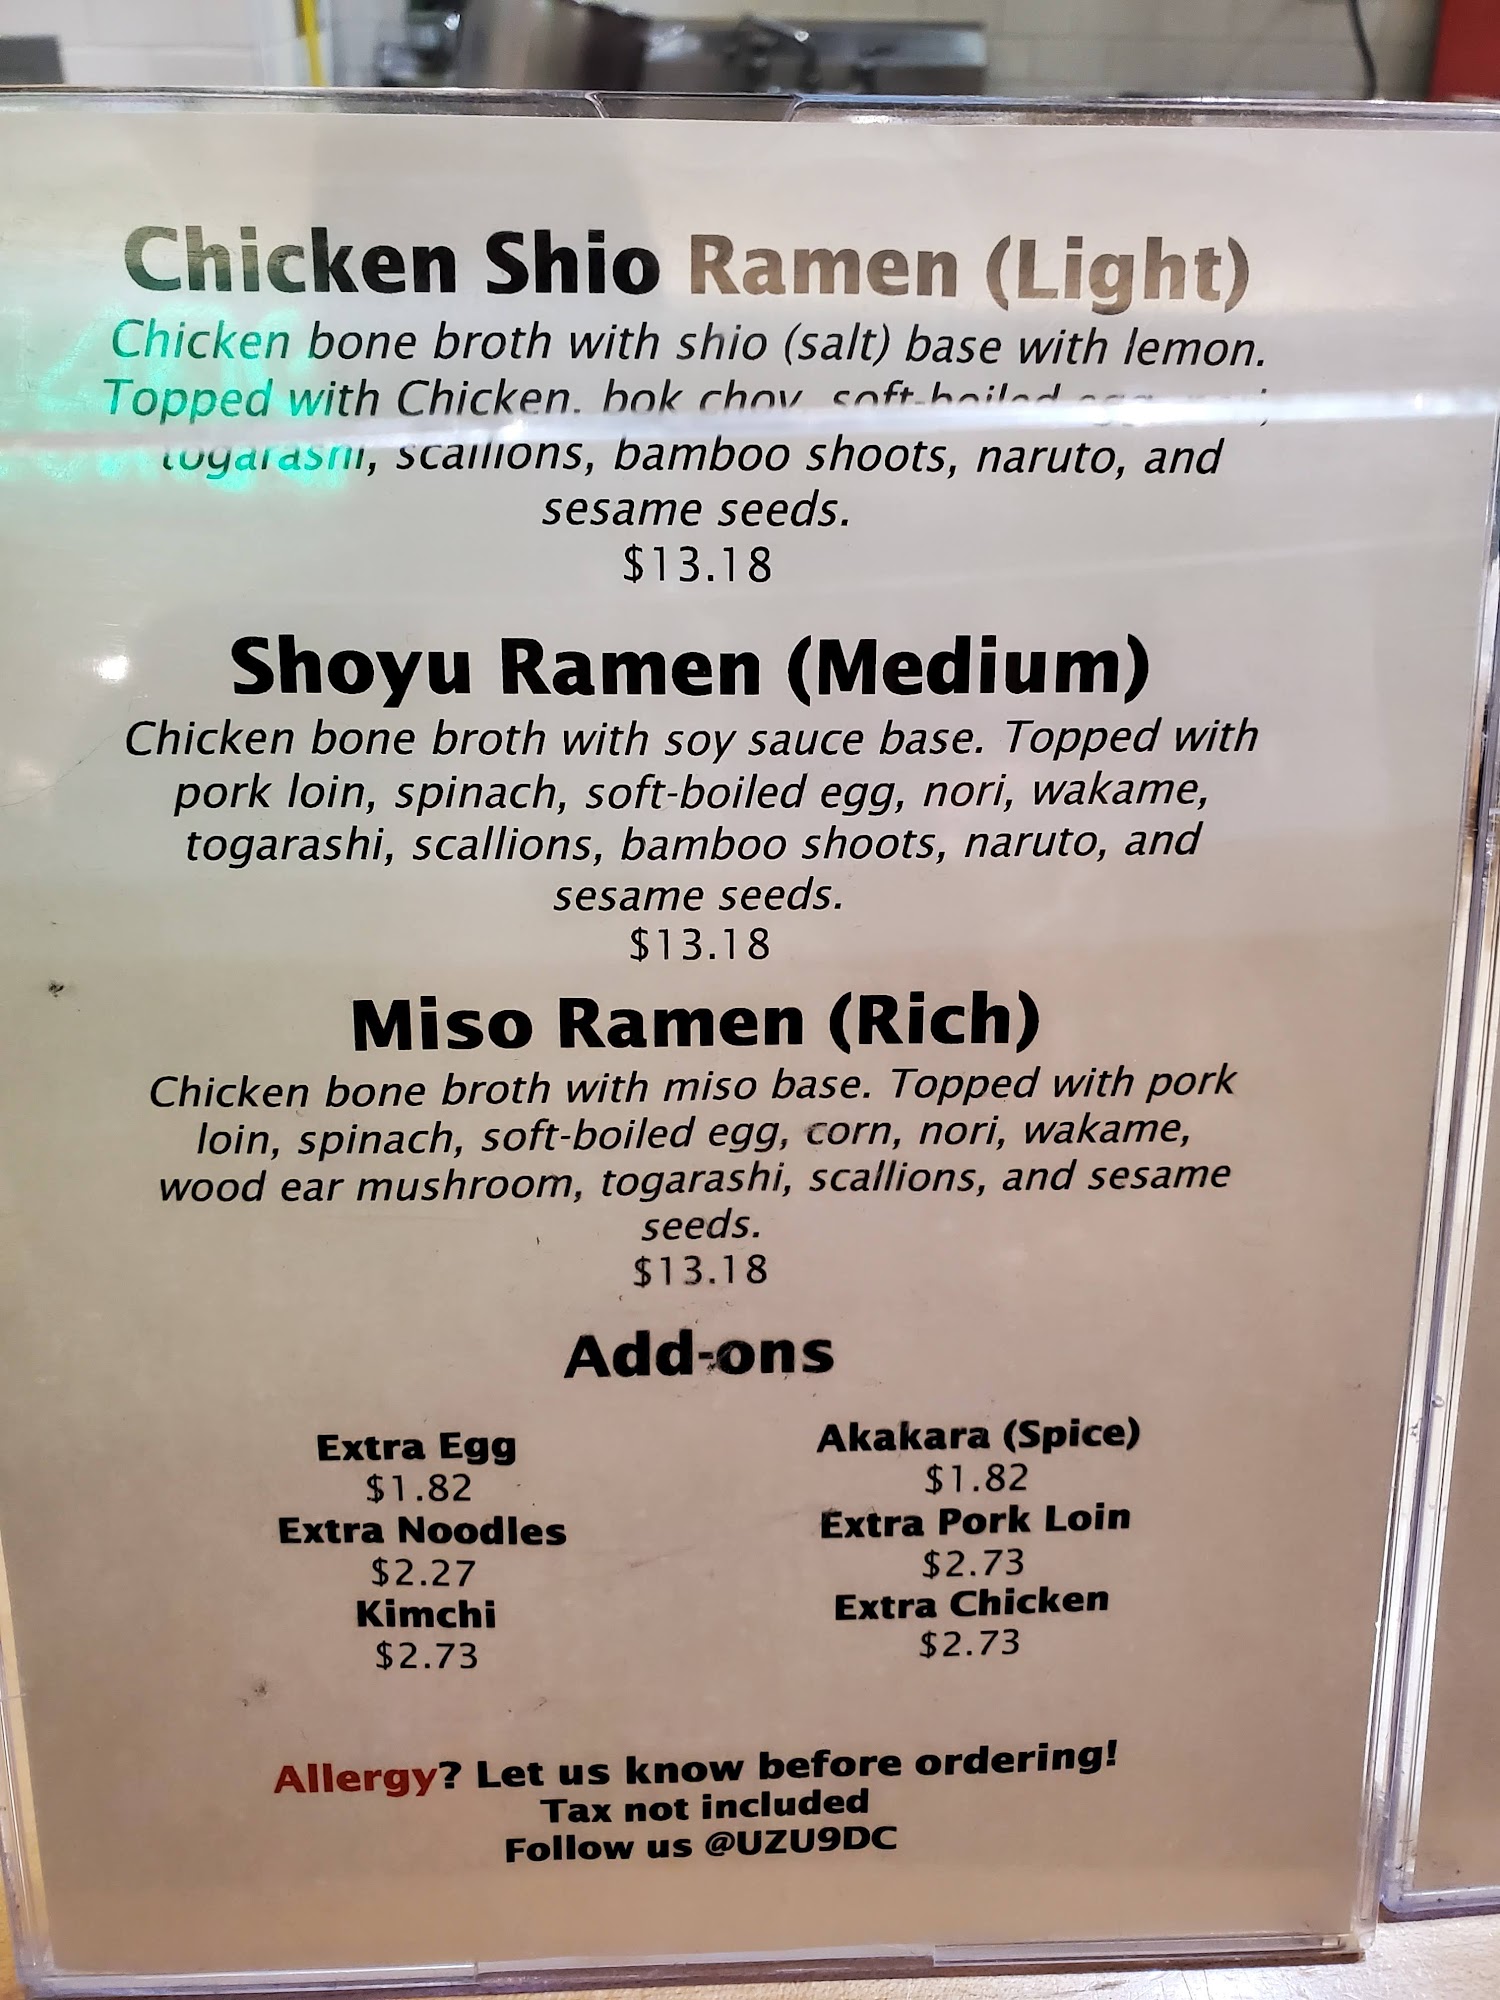 Chicken Shio Ramen (Light)
Chicken bone broth with shio (salt) base with lemon.
Topped with Chicken, bok choy, soft-boiled egg, nori,
togarashi, scallions, bamboo shoots, naruto, and
sesame seeds.
$13.18
Shoyu Ramen (Medium)
Chicken bone broth with soy sauce base. Topped with
pork loin, spinach, soft-boiled egg, nori, wakame,
togarashi, scallions, bamboo shoots, naruto, and
sesame seeds.
$13.18
Miso Ramen (Rich)
Chicken bone broth with miso base. Topped with pork
loin, spinach, soft-boiled egg, corn, nori, wakame,
wood ear mushroom, togarashi, scallions, and sesame
seeds.
$13.18
Add-ons
Extra Egg
$1.82
Extra Noodles
$2.27
Kimchi
$2.73
Akakara (Spice)
$1.82
Extra Pork Loin
$2.73
Extra Chicken
$2.73
Allergy? Let us know before ordering!
Tax not included
Follow us @UZU9DC